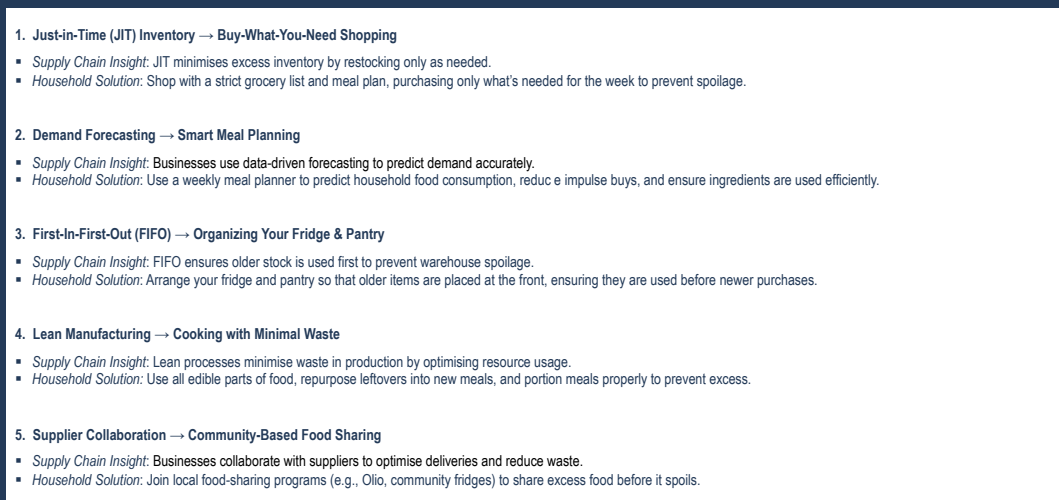 1. Just-in-Time (JIT) Inventory → Buy-What-You-Need Shopping
▪ Supply Chain Insight: JIT minimises excess inventory by restocking only as needed.
▪ Household Solution: Shop with a strict grocery list and meal plan, purchasing only what's needed for the week to prevent spoilage.
2. Demand Forecasting → Smart Meal Planning
▪ Supply Chain Insight: Businesses use data-driven forecasting to predict demand accurately.
▪ Household Solution: Use a weekly meal planner to predict household food consumption, reduc e impulse buys, and ensure ingredients are used efficiently.
3. First-In-First-Out (FIFO) → Organizing Your Fridge & Pantry
▪ Supply Chain Insight: FIFO ensures older stock is used first to prevent warehouse spoilage.
▪ Household Solution: Arrange your fridge and pantry so that older items are placed at the front, ensuring they are used before newer purchases.
4. Lean Manufacturing → Cooking with Minimal Waste
▪ Supply Chain Insight: Lean processes minimise waste in production by optimising resource usage.
▪ Household Solution: Use all edible parts of food, repurpose leftovers into new meals, and portion meals properly to prevent excess.
5. Supplier Collaboration → Community-Based Food Sharing
▪ Supply Chain Insight: Businesses collaborate with suppliers to optimise deliveries and reduce waste.
▪ Household Solution: Join local food-sharing programs (e.g., Olio, community fridges) to share excess food before it spoils.